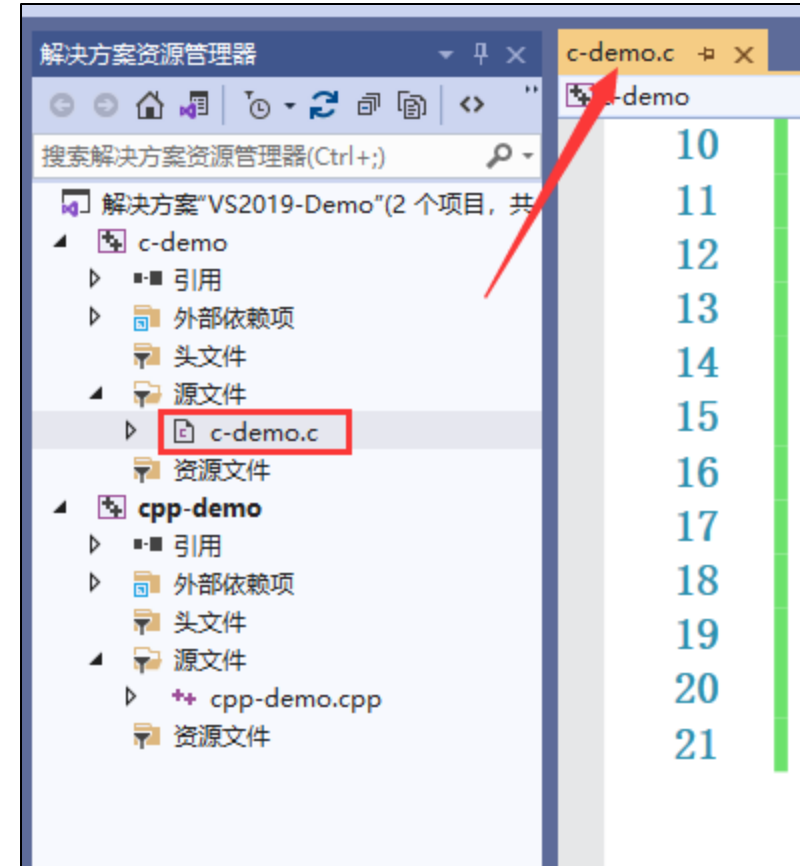 解决方案资源管理器
搜索解决方案资源管理器(Ctrl+;)
解决方案"VS2019-Demo"(2 个项目，共
c-demo
引用
外部依赖项
头文件
源文件
c-demo.c
资源文件
cpp-demo
引用
外部依赖项
头文件
源文件
cpp-demo.cpp
资源文件
c-demo.c
-demo
10
11
12
13
14
15
16
17
18
19
20
21